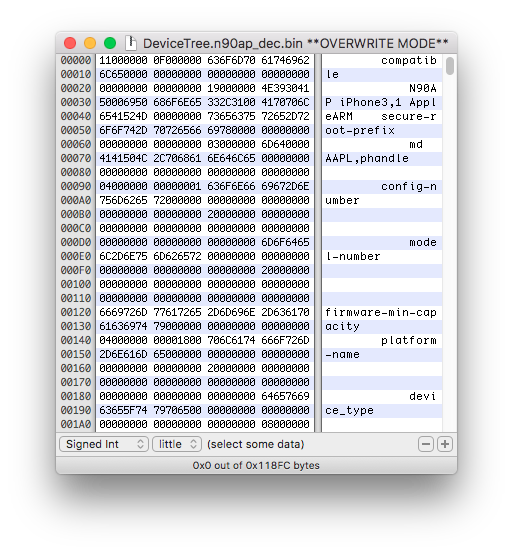 DeviceTree.n90ap_dec.bin **OVERWRITE MODE**
00000 11000000 0F000000 636F6D70 61746962 compatib
00010 6C650000 00000000 00000000 00000000 le
00020 00000000 00000000 19000000 4E393041 N90A
00030 50006950 686F6E65 332C3100 4170706C P iPhone3,1 Appl
00040 6541524D 00000000 73656375 72652D72 eARM secure-r
00050 6F6F742D 70726566 69780000 00000000 oot-prefix
00060 00000000 00000000 03000000 6D640000 md
00070 4141504C 2C706861 6E646C65 00000000 AAPL,phandle
00080 00000000 00000000 00000000 00000000
00090 04000000 00000001 636F6E66 69672D6E config-n
000A0 756D6265 72000000 00000000 00000000 umber
000B0 00000000 00000000 20000000 00000000
000C0 00000000 00000000 00000000 00000000
000D0 00000000 00000000 00000000 6D6F6465 mode
000E0 6C2D6E75 6D626572 00000000 00000000 l-number
000F0 00000000 00000000 00000000 20000000
00100 00000000 00000000 00000000 00000000
00110 00000000 00000000 00000000 00000000
00120 6669726D 77617265 2D6D696E 2D636170 firmware-min-cap
00130 61636974 79000000 00000000 00000000 acity
00140 04000000 00001800 706C6174 666F726D platform
00150 2D6E616D 65000000 00000000 00000000 -name
00160 00000000 00000000 20000000 00000000
00170 00000000 00000000 00000000 00000000
00180 00000000 00000000 00000000 64657669 devi
00190 63655F74 79706500 00000000 00000000 ce_type
001A0 00000000 00000000 00000000 08000000
Signed Int little (select some data)
0x0 out of 0x118FC bytes